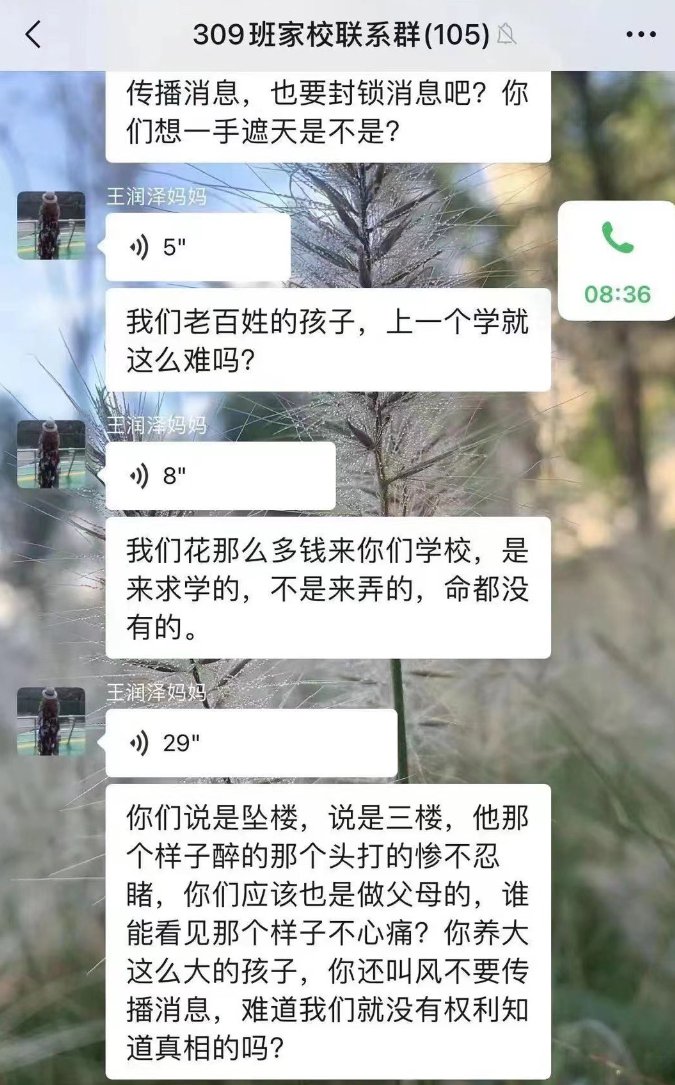 309班家校联系群(105)
传播消息，也要封锁消息吧？你
们想一手遮天是不是？
王润泽妈妈
5"
08:36
我们老百姓的孩子，上一个学就
这么难吗？
王润泽妈妈
8"
我们花那么多钱来你们学校，是
来求学的，不是来弄的，命都没
有的。
王润泽妈妈
29"
你们说是坠楼，说是三楼，他那
个样子醉的那个头打的惨不忍
睹，你们应该也是做父母的，谁
能看见那个样子不心痛？你养大
这么大的孩子，你还叫风不要传
播消息，难道我们就没有权利知
道真相的吗？